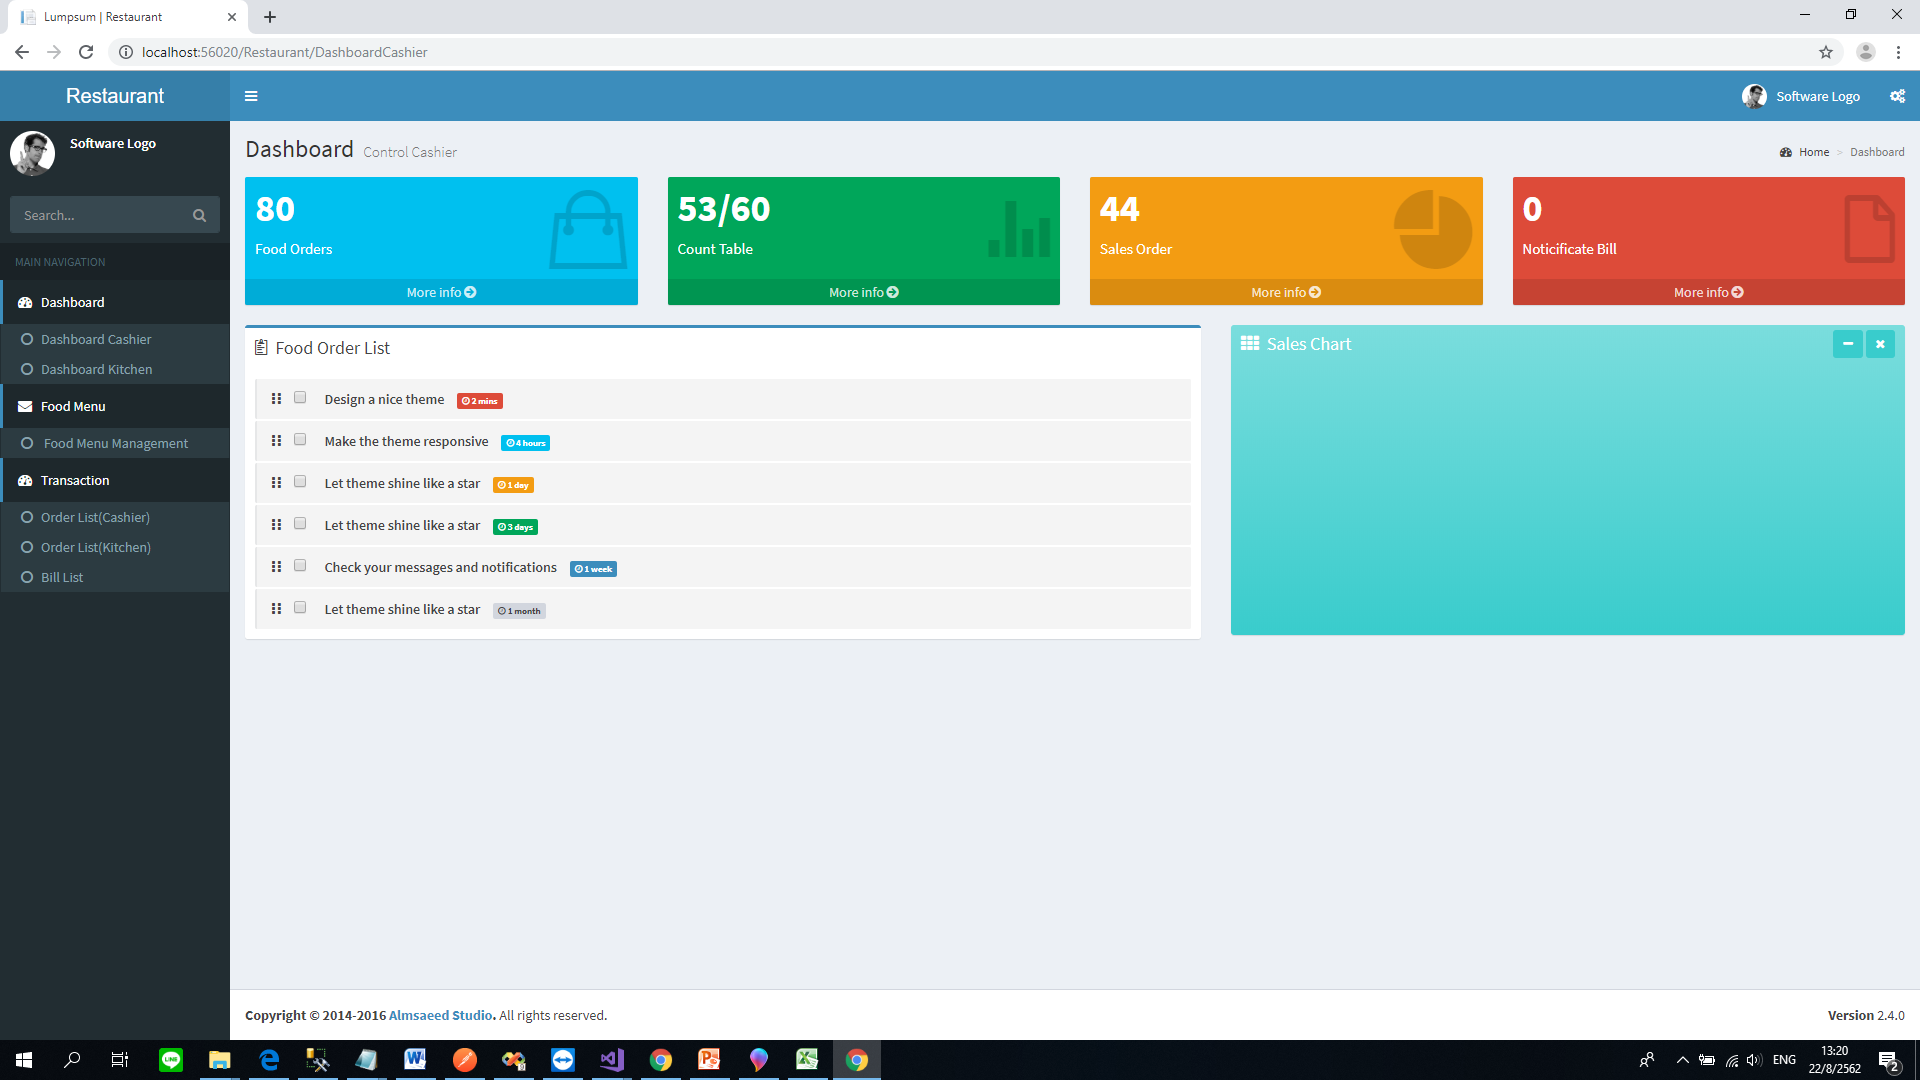 Lumpsum | Restaurant
localhost:56020/Restaurant/DashboardCashier
Restaurant
Software Logo
Software Logo
Search...
MAIN NAVIGATION
Dashboard
Dashboard Cashier
Dashboard Kitchen
Food Menu
Food Menu Management
Transaction
Order List(Cashier)
Order List(Kitchen)
Bill List
Dashboard Control Cashier
Home > Dashboard
80
Food Orders
More info
53/60
Count Table
More info
44
Sales Order
More info
0
Noticificate Bill
More info
Food Order List
Design a nice theme 2 mins
Make the theme responsive 4 hours
Let theme shine like a star 1 day
Let theme shine like a star 3 days
Check your messages and notifications 1 week
Let theme shine like a star 1 month
Sales Chart
Copyright © 2014-2016 Almsaeed Studio. All rights reserved.
Version 2.4.0
LINE
ENG
13:20
22/8/2562
2